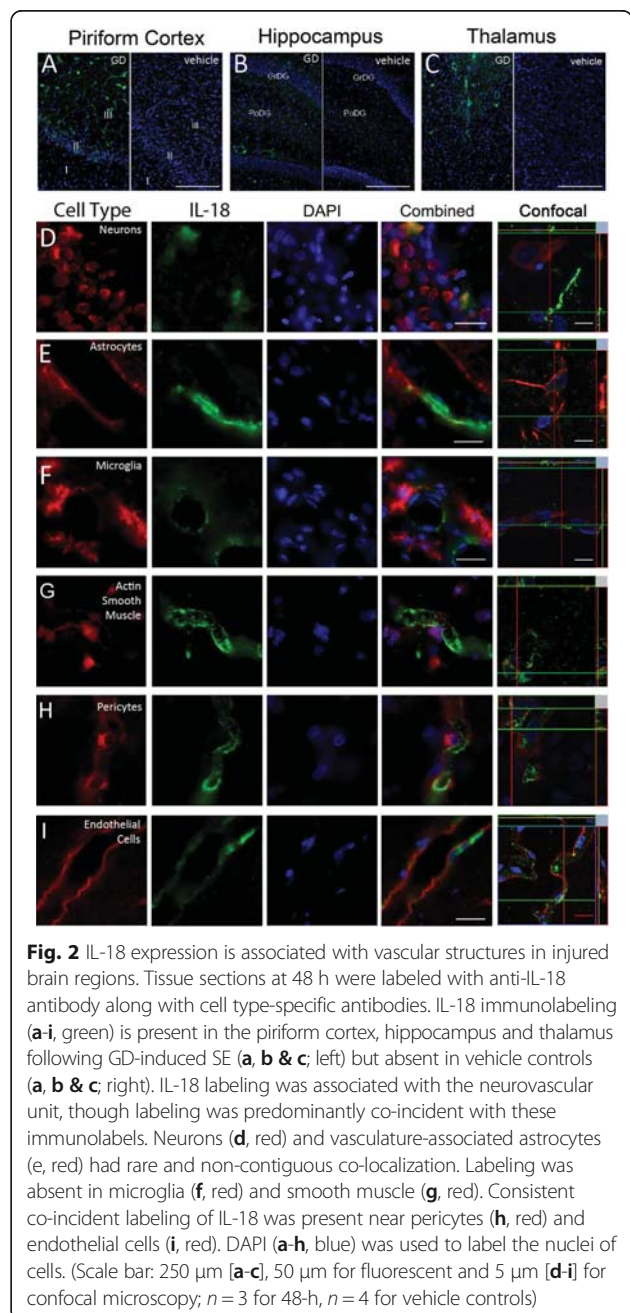 Piriform Cortex Hippocampus Thalamus
A GD vehicle B GD vehicle C GD vehicle
GrDG GrDG
III III PoDG PoDG
II II
I I
Cell Type IL-18 DAPI Combined Confocal
D Neurons
E Astrocytes
F Microglia
G Actin
Smooth
Muscle
H Pericytes
I Endothelial
Cells
Fig. 2 IL-18 expression is associated with vascular structures in injured
brain regions. Tissue sections at 48 h were labeled with anti-IL-18
antibody along with cell type-specific antibodies. IL-18 immunolabeling
(a-i, green) is present in the piriform cortex, hippocampus and thalamus
following GD-induced SE (a, b & c; left) but absent in vehicle controls
(a, b & c; right). IL-18 labeling was associated with the neurovascular
unit, though labeling was predominantly co-incident with these
immunolabels. Neurons (d, red) and vasculature-associated astrocytes
(e, red) had rare and non-contiguous co-localization. Labeling was
absent in microglia (f, red) and smooth muscle (g, red). Consistent
co-incident labeling of IL-18 was present near pericytes (h, red) and
endothelial cells (i, red). DAPI (a-h, blue) was used to label the nuclei of
cells. (Scale bar: 250 μm [a-c], 50 μm for fluorescent and 5 μm [d-i] for
confocal microscopy; n = 3 for 48-h, n = 4 for vehicle controls)